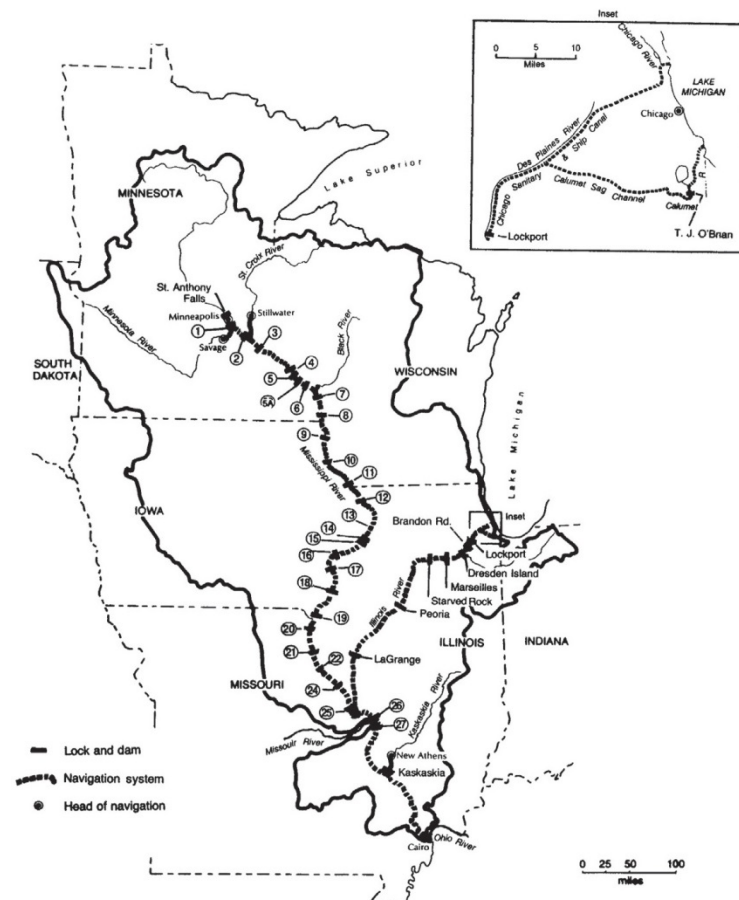 Inset
0 5 10
Miles
Chicago River
LAKE
MICHIGAN
Chicago
Des Plaines River
Chicago Sanitary & Ship Canal
Calumet Sag
Channel
Calumet
R.
Lockport
T. J. O'Brian
MINNESOTA
Lake Superior
St. Croix River
St. Anthony
Falls
Minneapolis
Stillwater
1
Savage
2
3
Minnesota River
Black River
SOUTH
DAKOTA
WISCONSIN
4
5
5A
6
7
8
9
10
Mississippi River
11
12
Lake Michigan
IOWA
13
14
15
16
17
18
19
20
21
22
24
25
26
27
Inset
Brandon Rd.
Lockport
Dresden Island
Marseilles
Starved Rock
Peoria
Illinois River
LaGrange
ILLINOIS
INDIANA
MISSOURI
Missouir River
Kaskaskia River
New Athens
Kaskaskia
Cairo
Ohio River
Lock and dam
Navigation system
Head of navigation
0 25 50 100
miles